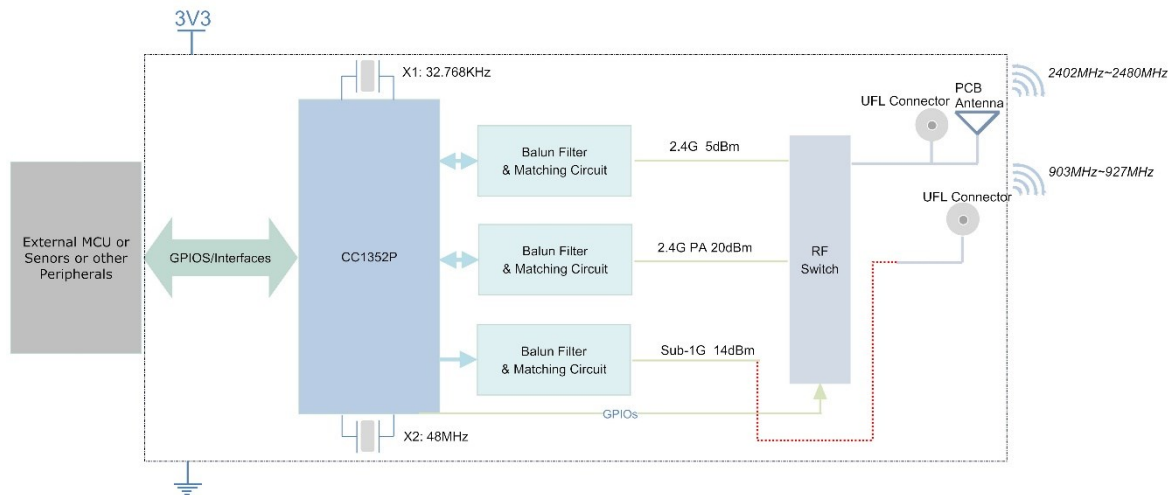 3V3
X1: 32.768KHz
2402MHz~2480MHz
PCB
Antenna
UFL Connector
Balun Filter
& Matching Circuit
2.4G 5dBm
903MHz~927MHz
UFL Connector
External MCU or
Senors or other
Peripherals
GPIOS/Interfaces
CC1352P
Balun Filter
& Matching Circuit
2.4G PA 20dBm
RF
Switch
Balun Filter
& Matching Circuit
Sub-1G 14dBm
GPIOs
X2: 48MHz